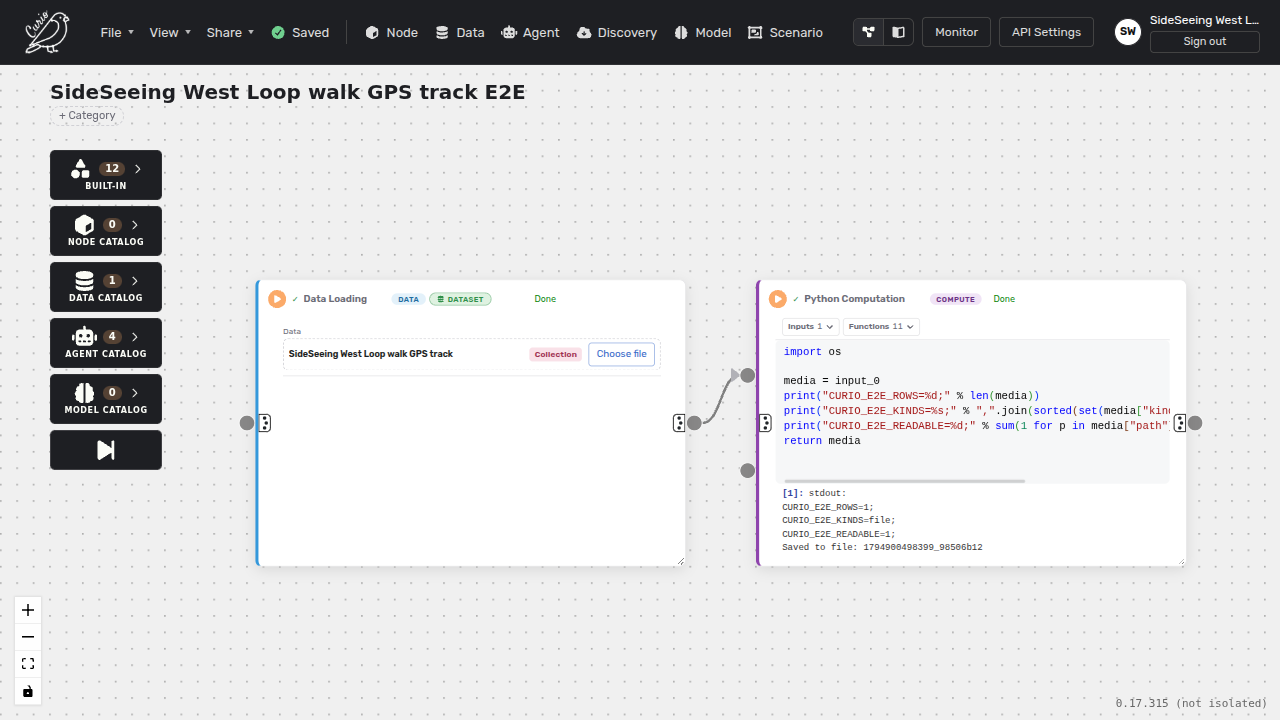 Curio
File
View
Share
Saved
Node
Data
Agent
Discovery
Model
Scenario
Monitor
API Settings
SW
SideSeeing West L...
Sign out
SideSeeing West Loop walk GPS track E2E
+ Category
12
BUILT-IN
0
NODE CATALOG
1
DATA CATALOG
4
AGENT CATALOG
0
MODEL CATALOG
✓ Data Loading
DATA
DATASET
Done
Data
SideSeeing West Loop walk GPS track
Collection
Choose file
✓ Python Computation
COMPUTE
Done
Inputs 1
Functions 11
import os
media = input_0
print("CURIO_E2E_ROWS=%d;" % len(media))
print("CURIO_E2E_KINDS=%s;" % ",".join(sorted(set(media["kind
print("CURIO_E2E_READABLE=%d;" % sum(1 for p in media["path"
return media
[1]: stdout:
CURIO_E2E_ROWS=1;
CURIO_E2E_KINDS=file;
CURIO_E2E_READABLE=1;
Saved to file: 1794900498399_98506b12
0.17.315 (not isolated)